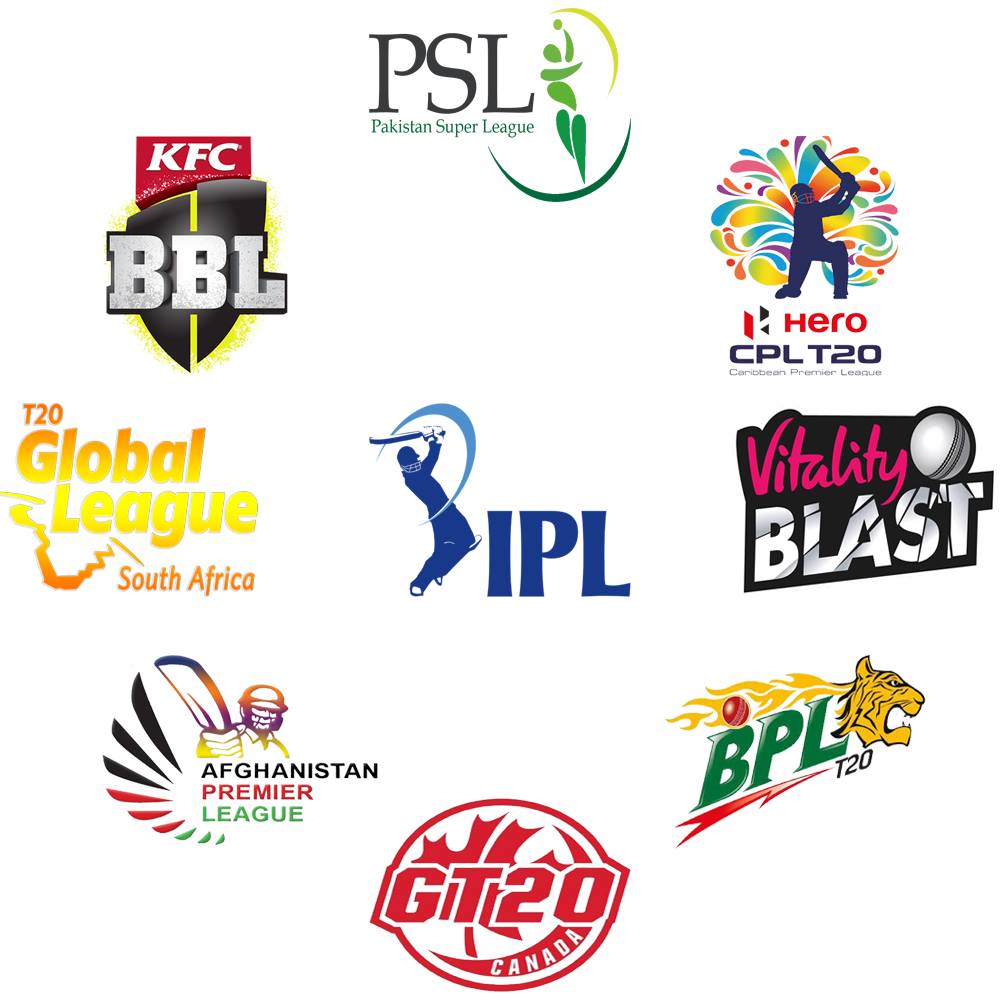 PSL
Pakistan Super League
KFC
BBL
Hero
CPL T20
Caribbean Premier League
T20
Global
League
South Africa
IPL
Vitality
BLAST
AFGHANISTAN
PREMIER
LEAGUE
BPL
T20
GT20
CANADA